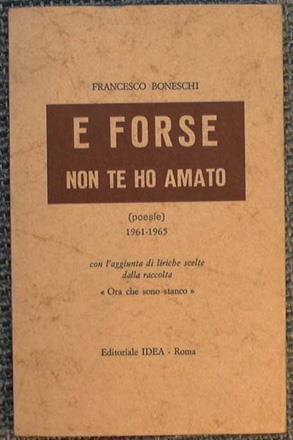 FRANCESCO BONESCHI
E FORSE
NON TE HO AMATO
(poesie)
1961-1965
con l'aggiunta di liriche scelte
dalla raccolta
« Ora che sono stanco »
Editoriale IDEA - Roma